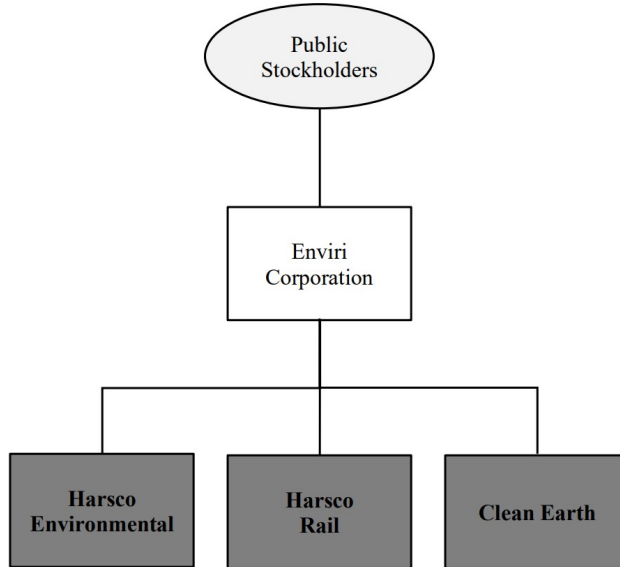 Public
Stockholders
Enviri
Corporation
Harsco
Environmental
Harsco
Rail
Clean Earth